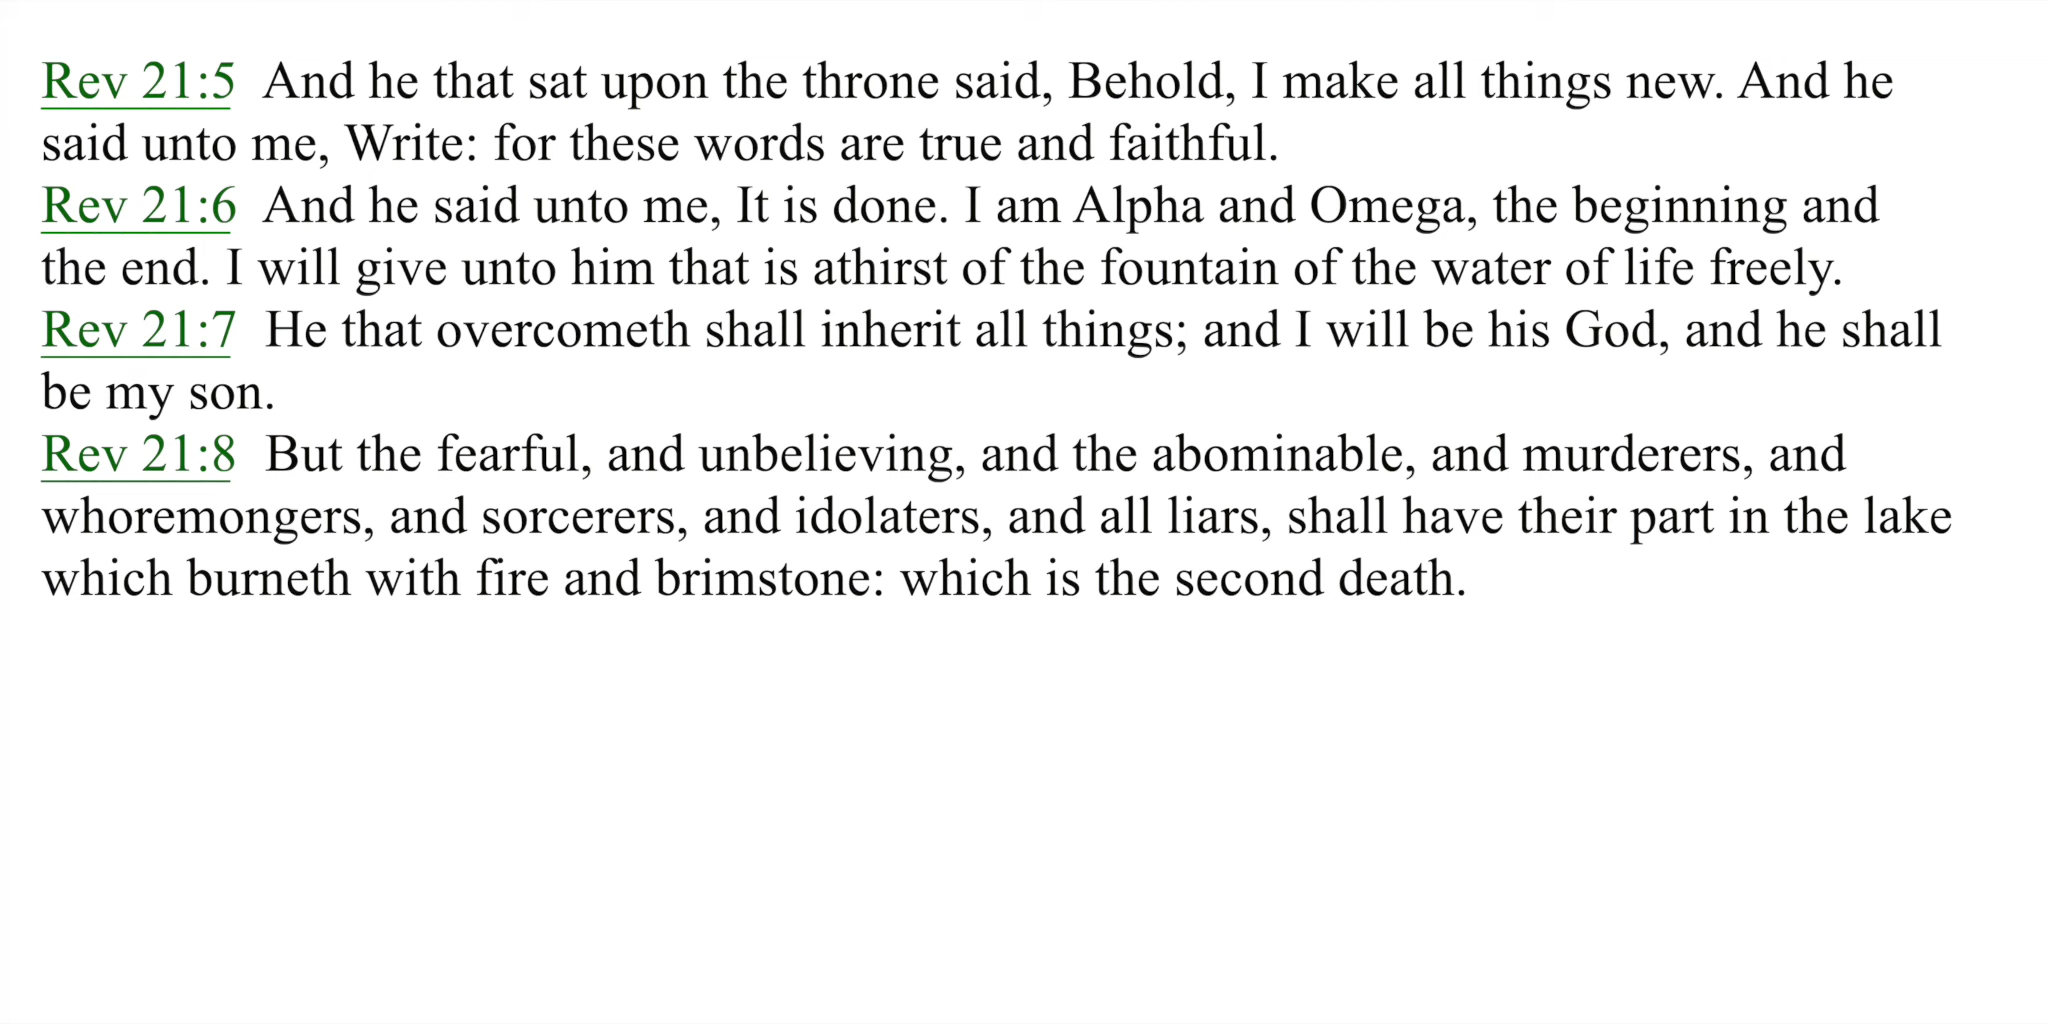 Rev 21:5  And he that sat upon the throne said, Behold, I make all things new. And he
said unto me, Write: for these words are true and faithful.
Rev 21:6  And he said unto me, It is done. I am Alpha and Omega, the beginning and
the end. I will give unto him that is athirst of the fountain of the water of life freely.
Rev 21:7  He that overcometh shall inherit all things; and I will be his God, and he shall
be my son.
Rev 21:8  But the fearful, and unbelieving, and the abominable, and murderers, and
whoremongers, and sorcerers, and idolaters, and all liars, shall have their part in the lake
which burneth with fire and brimstone: which is the second death.